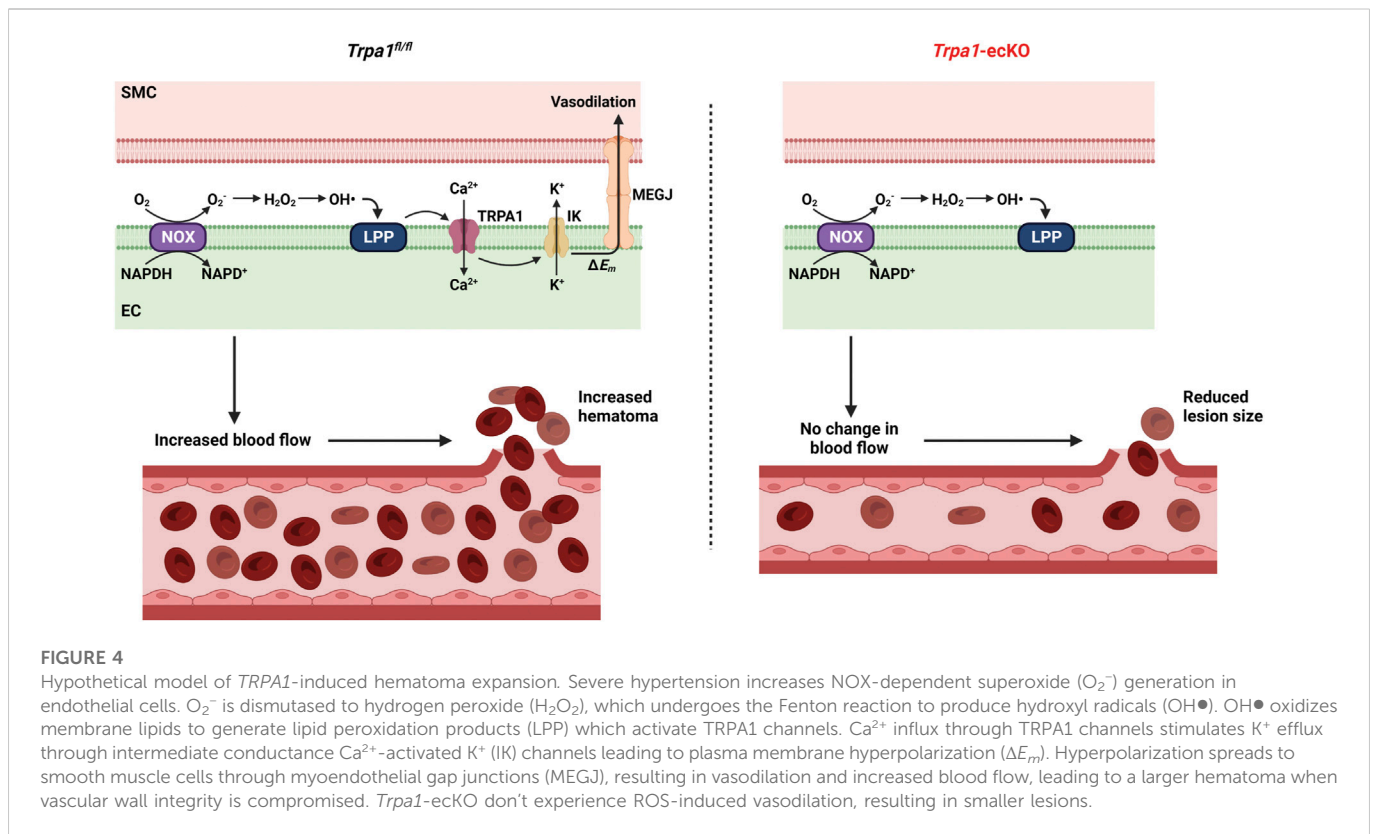 Trpa1fl/fl
SMC
Vasodilation
O2
O2-
H2O2
OH•
Ca2+
K+
MEGJ
TRPA1
IK
NOX
LPP
NAPDH
NAPD+
Ca2+
K+
ΔEm
EC
Increased blood flow
Increased
hematoma
Trpa1-ecKO
O2
O2-
H2O2
OH•
NOX
LPP
NAPDH
NAPD+
No change in
blood flow
Reduced
lesion size
FIGURE 4
Hypothetical model of TRPA1-induced hematoma expansion. Severe hypertension increases NOX-dependent superoxide (O2−) generation in
endothelial cells. O2− is dismutased to hydrogen peroxide (H2O2), which undergoes the Fenton reaction to produce hydroxyl radicals (OH●). OH● oxidizes
membrane lipids to generate lipid peroxidation products (LPP) which activate TRPA1 channels. Ca2+ influx through TRPA1 channels stimulates K+ efflux
through intermediate conductance Ca2+-activated K+ (IK) channels leading to plasma membrane hyperpolarization (ΔEm). Hyperpolarization spreads to
smooth muscle cells through myoendothelial gap junctions (MEGJ), resulting in vasodilation and increased blood flow, leading to a larger hematoma when
vascular wall integrity is compromised. Trpa1-ecKO don't experience ROS-induced vasodilation, resulting in smaller lesions.